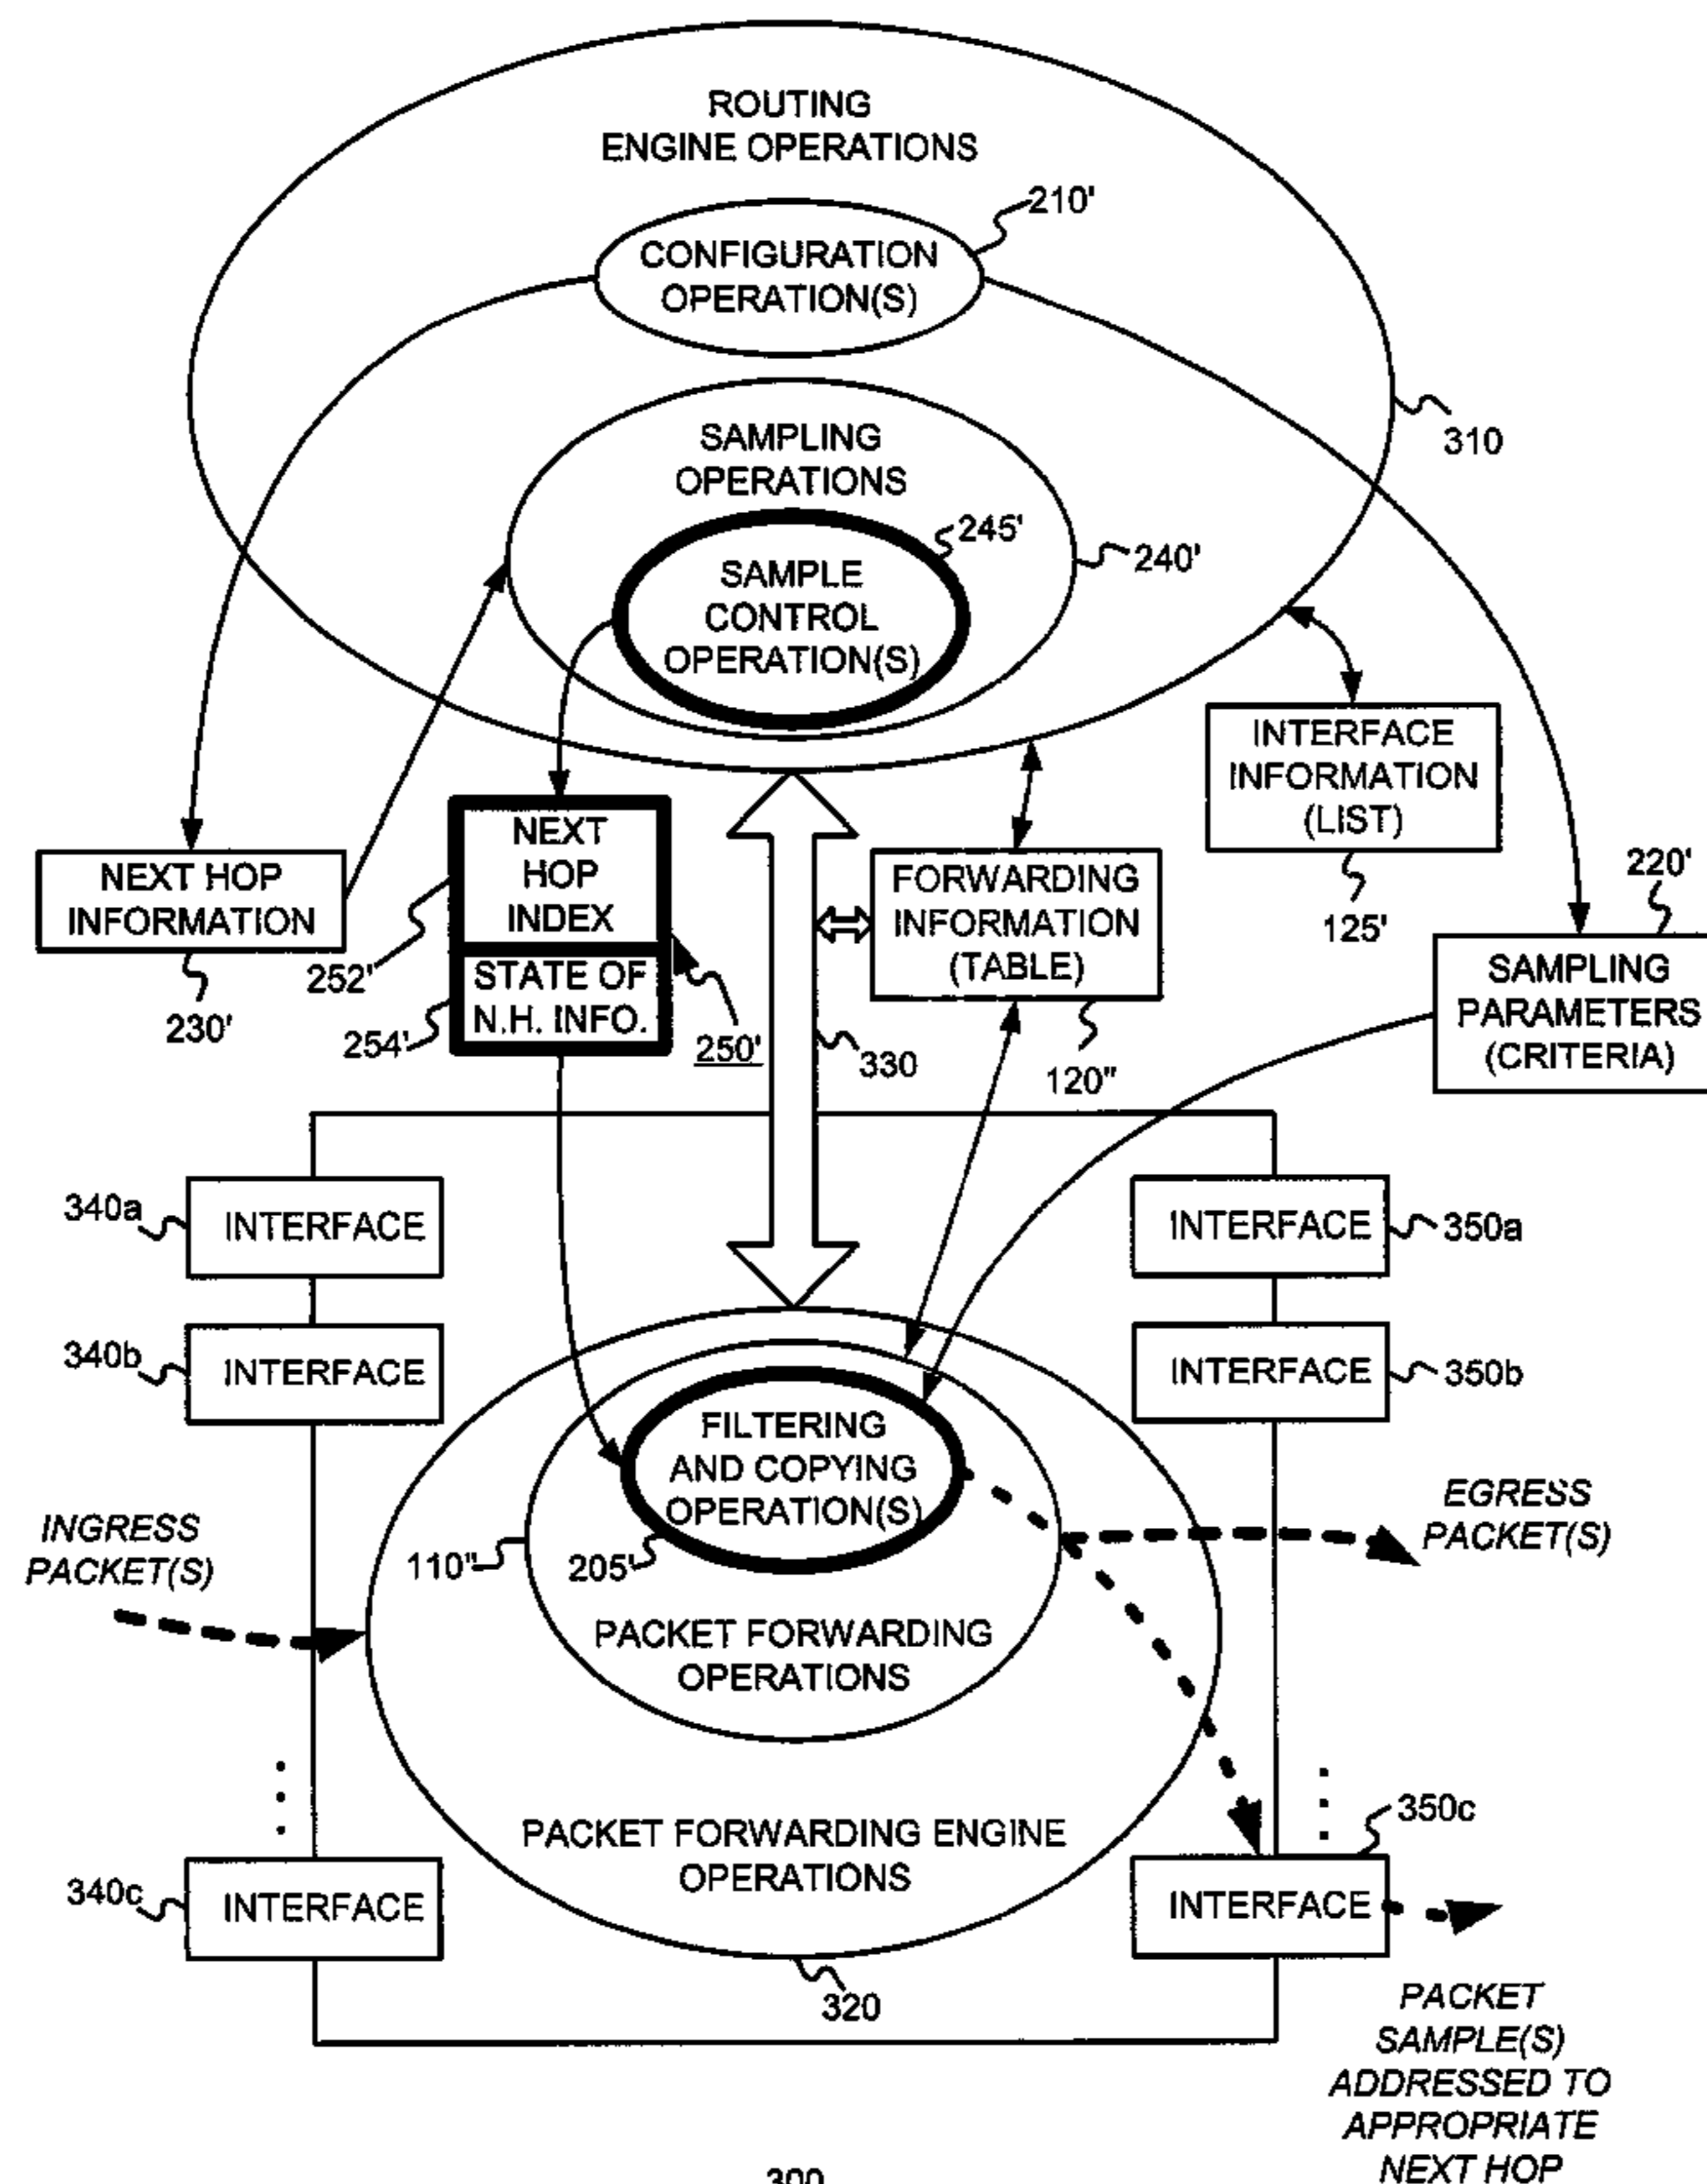 ROUTING
ENGINE OPERATIONS
210'
CONFIGURATION
OPERATION(S)
310
SAMPLING
OPERATIONS
245'
240'
SAMPLE
CONTROL
OPERATION(S)
INTERFACE
INFORMATION
(LIST)
125'
NEXT HOP
INFORMATION
230'
NEXT
HOP
INDEX
252'
STATE OF
N.H. INFO.
254'
250'
330
FORWARDING
INFORMATION
(TABLE)
120"
220'
SAMPLING
PARAMETERS
(CRITERIA)
340a
INTERFACE
INTERFACE
350a
340b
INTERFACE
INTERFACE
350b
FILTERING
AND COPYING
OPERATION(S)
110"
205'
INGRESS
PACKET(S)
EGRESS
PACKET(S)
PACKET FORWARDING
OPERATIONS
PACKET FORWARDING ENGINE
OPERATIONS
350c
340c
INTERFACE
INTERFACE
320
PACKET
SAMPLE(S)
ADDRESSED TO
APPROPRIATE
NEXT HOP
300